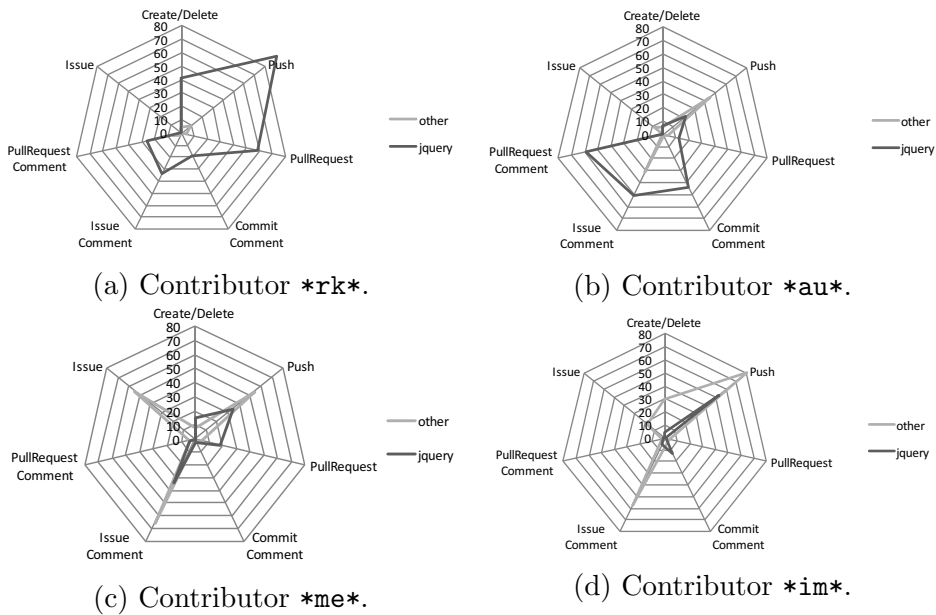 Create/Delete
80
70
60
50
40
30
20
10
0
Push
PullRequest
Commit
Comment
Issue
Comment
PullRequest
Comment
Issue
other
jquery
(a) Contributor *rk*.
Create/Delete
80
70
60
50
40
30
20
10
0
Push
PullRequest
Commit
Comment
Issue
Comment
PullRequest
Comment
Issue
other
jquery
(b) Contributor *au*.
Create/Delete
80
70
60
50
40
30
20
10
0
Push
PullRequest
Commit
Comment
Issue
Comment
PullRequest
Comment
Issue
other
jquery
(c) Contributor *me*.
Create/Delete
80
70
60
50
40
30
20
10
0
Push
PullRequest
Commit
Comment
Issue
Comment
PullRequest
Comment
Issue
other
jquery
(d) Contributor *im*.